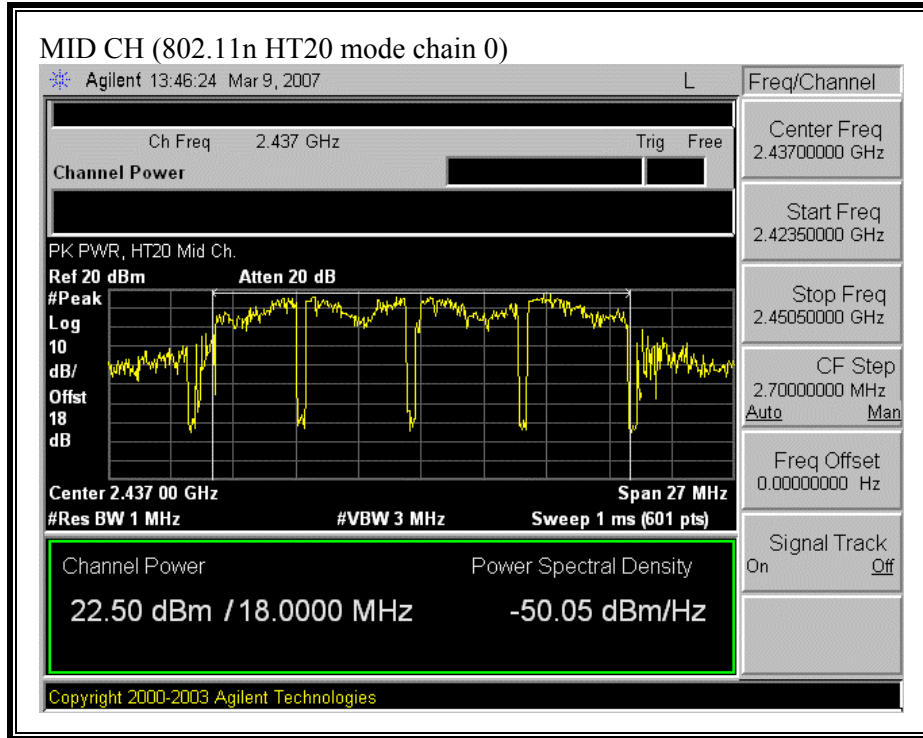 MID CH (802.11n HT20 mode chain 0)
Agilent 13:46:24 Mar 9, 2007 L
Ch Freq 2.437 GHz Trig Free
Channel Power
PK PWR, HT20 Mid Ch.
Ref 20 dBm Atten 20 dB
#Peak
Log
10
dB/
Offst
18
dB
Center 2.437 00 GHz Span 27 MHz
#Res BW 1 MHz #VBW 3 MHz Sweep 1 ms (601 pts)
Channel Power Power Spectral Density
22.50 dBm / 18.0000 MHz -50.05 dBm/Hz
Copyright 2000-2003 Agilent Technologies
Freq/Channel
Center Freq
2.43700000 GHz
Start Freq
2.42350000 GHz
Stop Freq
2.45050000 GHz
CF Step
2.70000000 MHz
Auto Man
Freq Offset
0.00000000 Hz
Signal Track
On Off